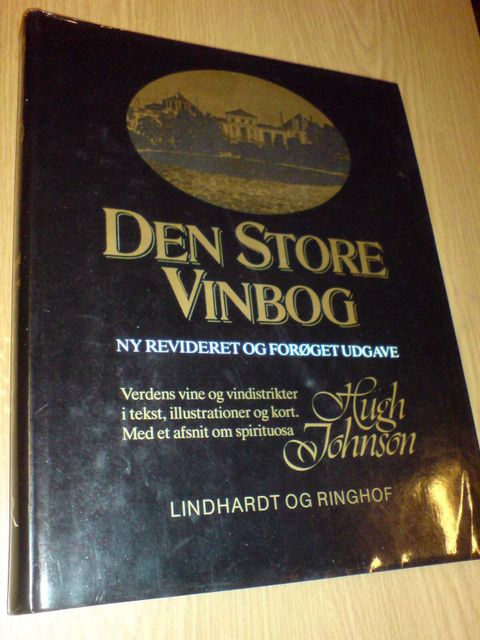 DEN STORE
VINBOG
NY REVIDERET OG FORØGET UDGAVE
Verdens vine og vindistrikter
i tekst, illustrationer og kort.
Med et afsnit om spirituosa
Hugh
Johnson
LINDHARDT OG RINGHOF